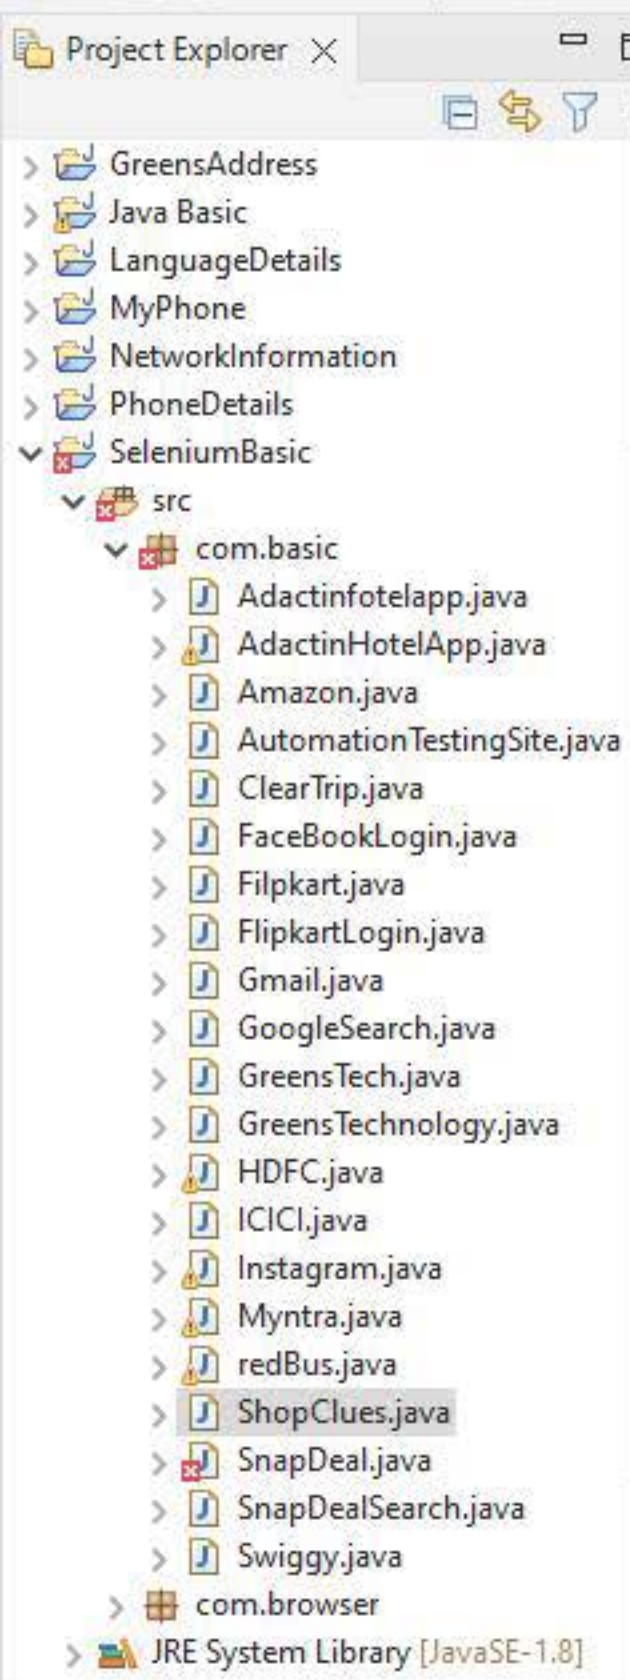 Project Explorer
GreensAddress
Java Basic
LanguageDetails
MyPhone
NetworkInformation
PhoneDetails
SeleniumBasic
src
com.basic
Adactinfotelapp.java
AdactinHotelApp.java
Amazon.java
AutomationTestingSite.java
ClearTrip.java
FaceBookLogin.java
Filpkart.java
FlipkartLogin.java
Gmail.java
GoogleSearch.java
GreensTech.java
GreensTechnology.java
HDFC.java
ICICI.java
Instagram.java
Myntra.java
redBus.java
ShopClues.java
SnapDeal.java
SnapDealSearch.java
Swiggy.java
com.browser
JRE System Library [JavaSE-1.8]